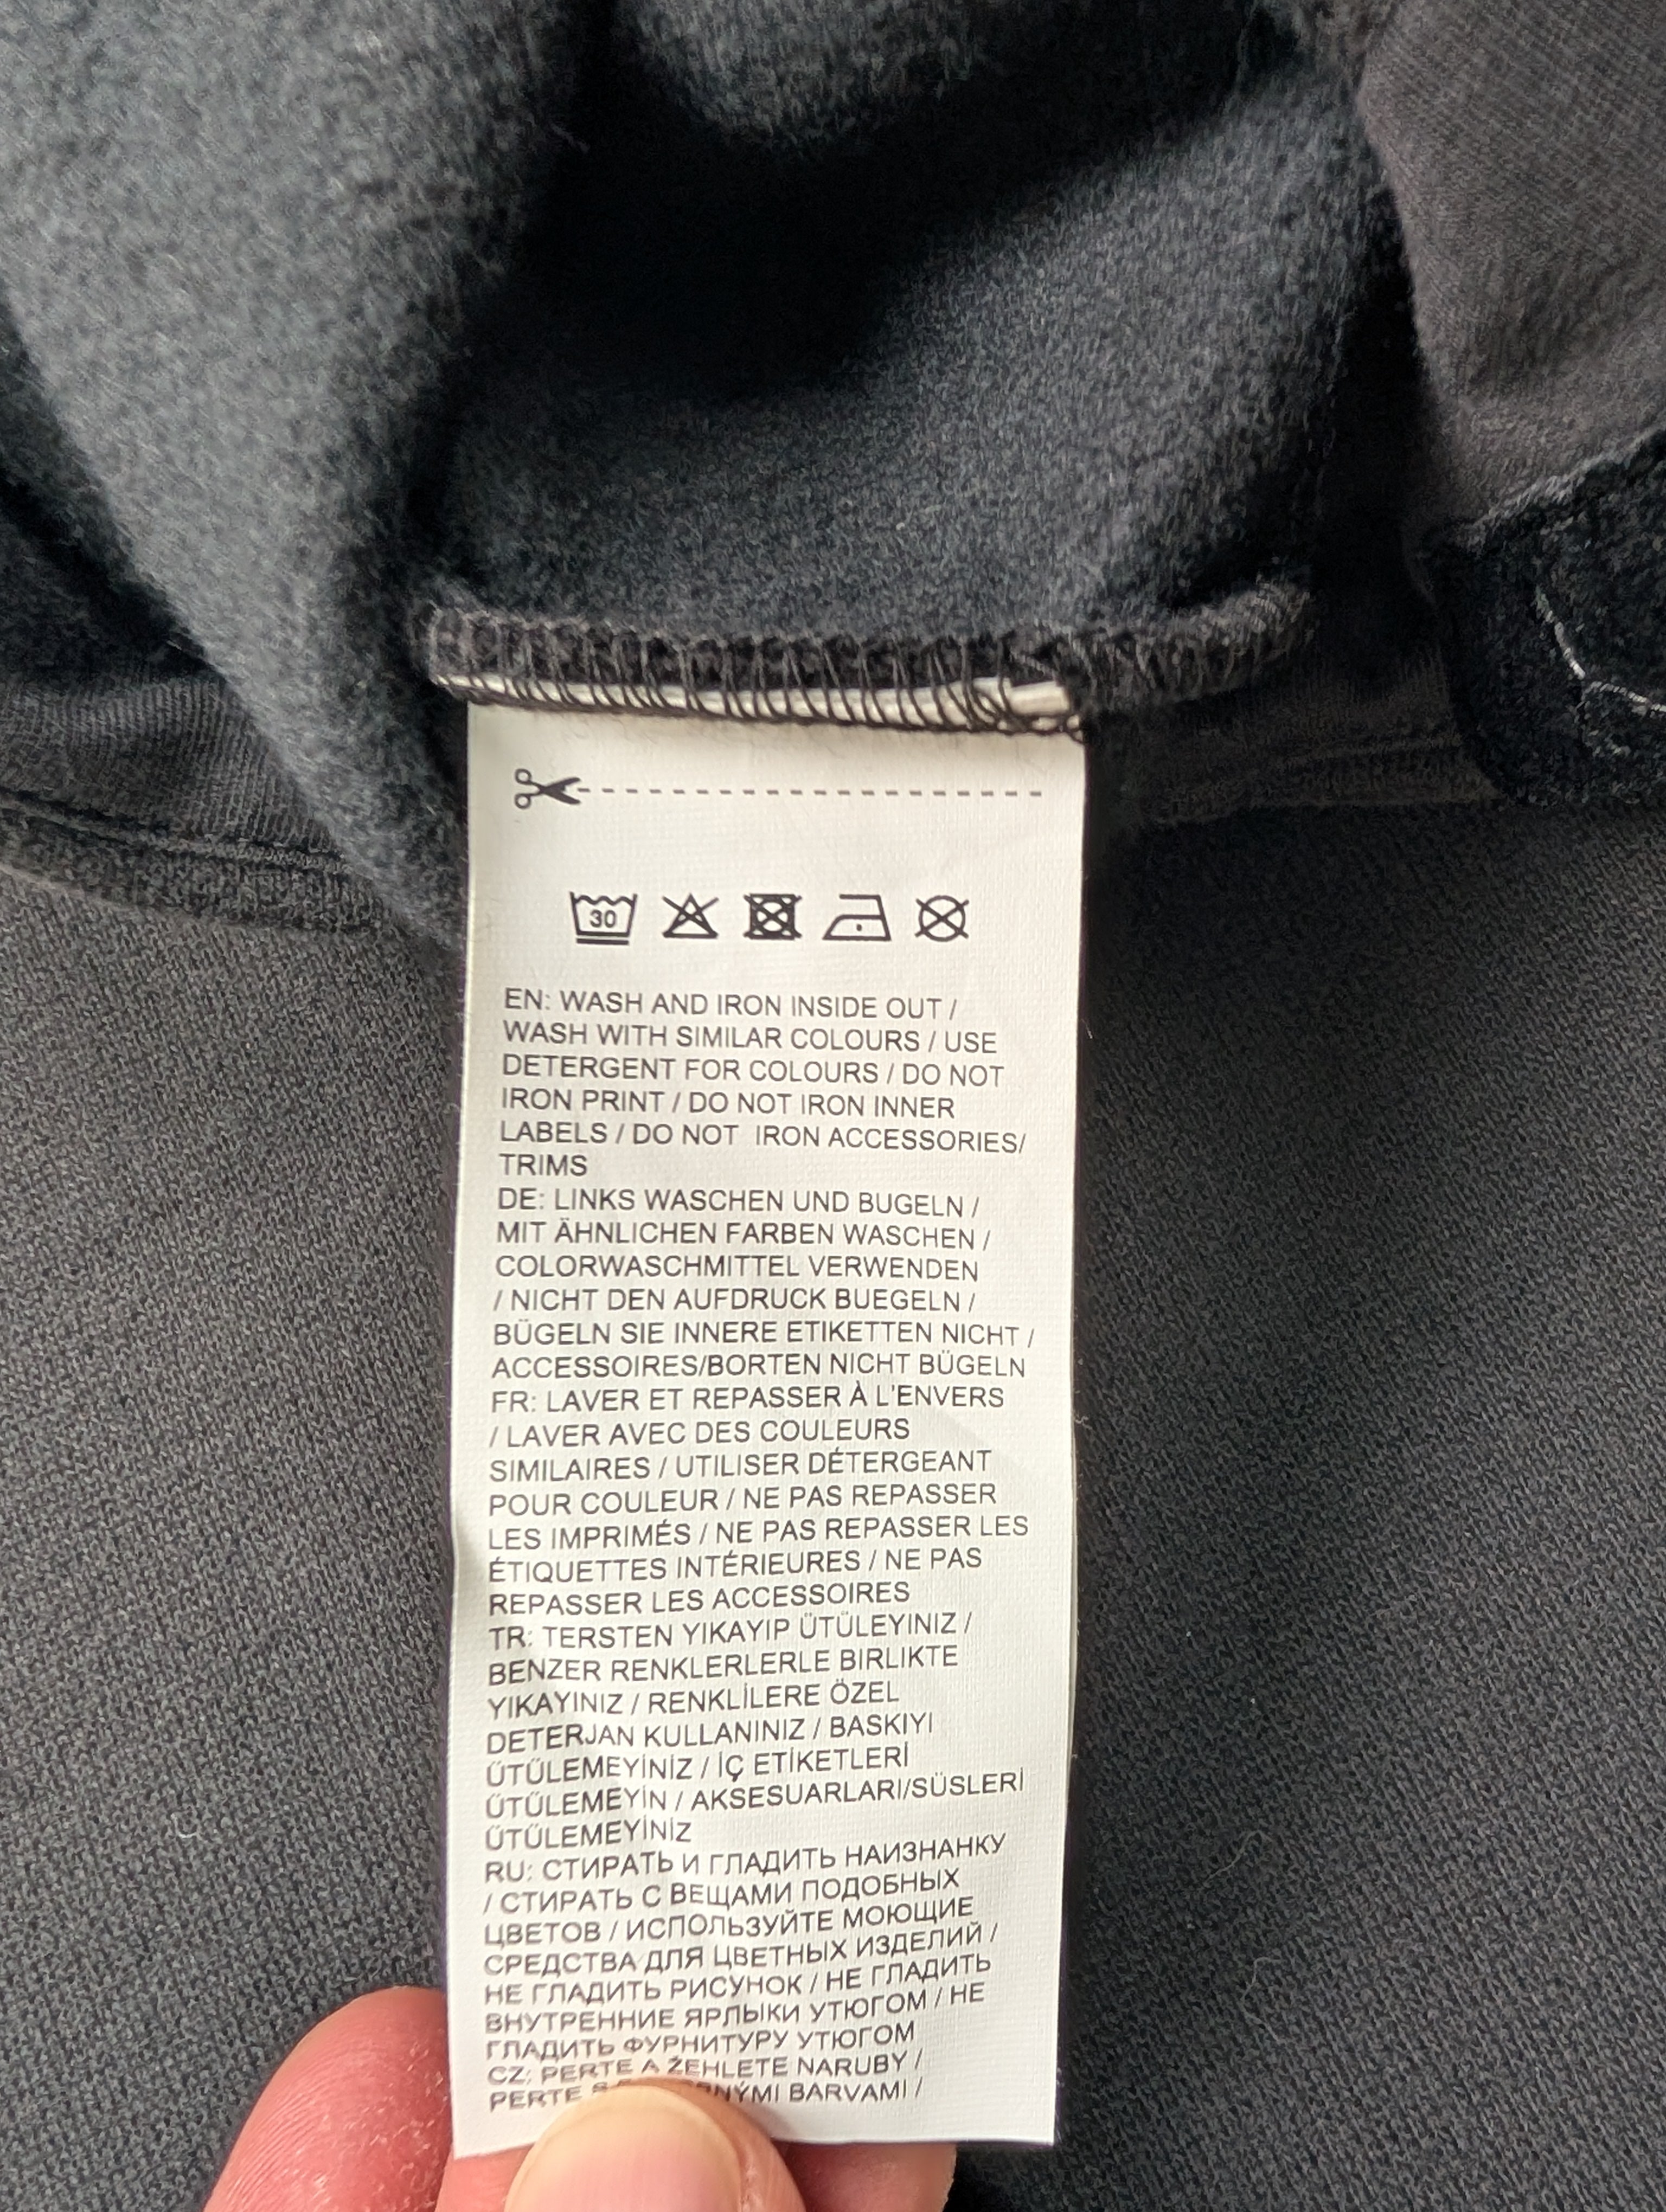 30
EN: WASH AND IRON INSIDE OUT /
WASH WITH SIMILAR COLOURS / USE
DETERGENT FOR COLOURS / DO NOT
IRON PRINT / DO NOT IRON INNER
LABELS / DO NOT IRON ACCESSORIES/
TRIMS
DE: LINKS WASCHEN UND BUGELN /
MIT ÄHNLICHEN FARBEN WASCHEN /
COLORWASCHMITTEL VERWENDEN
/ NICHT DEN AUFDRUCK BUEGELN /
BÜGELN SIE INNERE ETIKETTEN NICHT /
ACCESSOIRES/BORTEN NICHT BÜGELN
FR: LAVER ET REPASSER À L'ENVERS
/ LAVER AVEC DES COULEURS
SIMILAIRES / UTILISER DÉTERGEANT
POUR COULEUR / NE PAS REPASSER
LES IMPRIMÉS / NE PAS REPASSER LES
ÉTIQUETTES INTÉRIEURES / NE PAS
REPASSER LES ACCESSOIRES
TR: TERSTEN YIKAYIP ÜTÜLEYINIZ /
BENZER RENKLERLERLE BIRLIKTE
YIKAYINIZ / RENKLİLERE ÖZEL
DETERJAN KULLANINIZ / BASKIYI
ÜTÜLEMEYİNİZ / İÇ ETİKETLERİ
ÜTÜLEMEYİN / AKSESUARLARI/SÜSLERİ
ÜTÜLEMEYİNİZ
RU: СТИРАТЬ И ГЛАДИТЬ НАИЗНАНКУ
/ СТИРАТЬ С ВЕЩАМИ ПОДОБНЫХ
ЦВЕТОВ / ИСПОЛЬЗУЙТЕ МОЮЩИЕ
СРЕДСТВА ДЛЯ ЦВЕТНЫХ ИЗДЕЛИЙ /
НЕ ГЛАДИТЬ РИСУНОК / НЕ ГЛАДИТЬ
ВНУТРЕННИЕ ЯРЛЫКИ УТЮГОМ / НЕ
ГЛАДИТЬ ФУРНИТУРУ УТЮГОМ
CZ: PERTE A ŽEHLETE NARUBY /
PERTE BARVAMI /